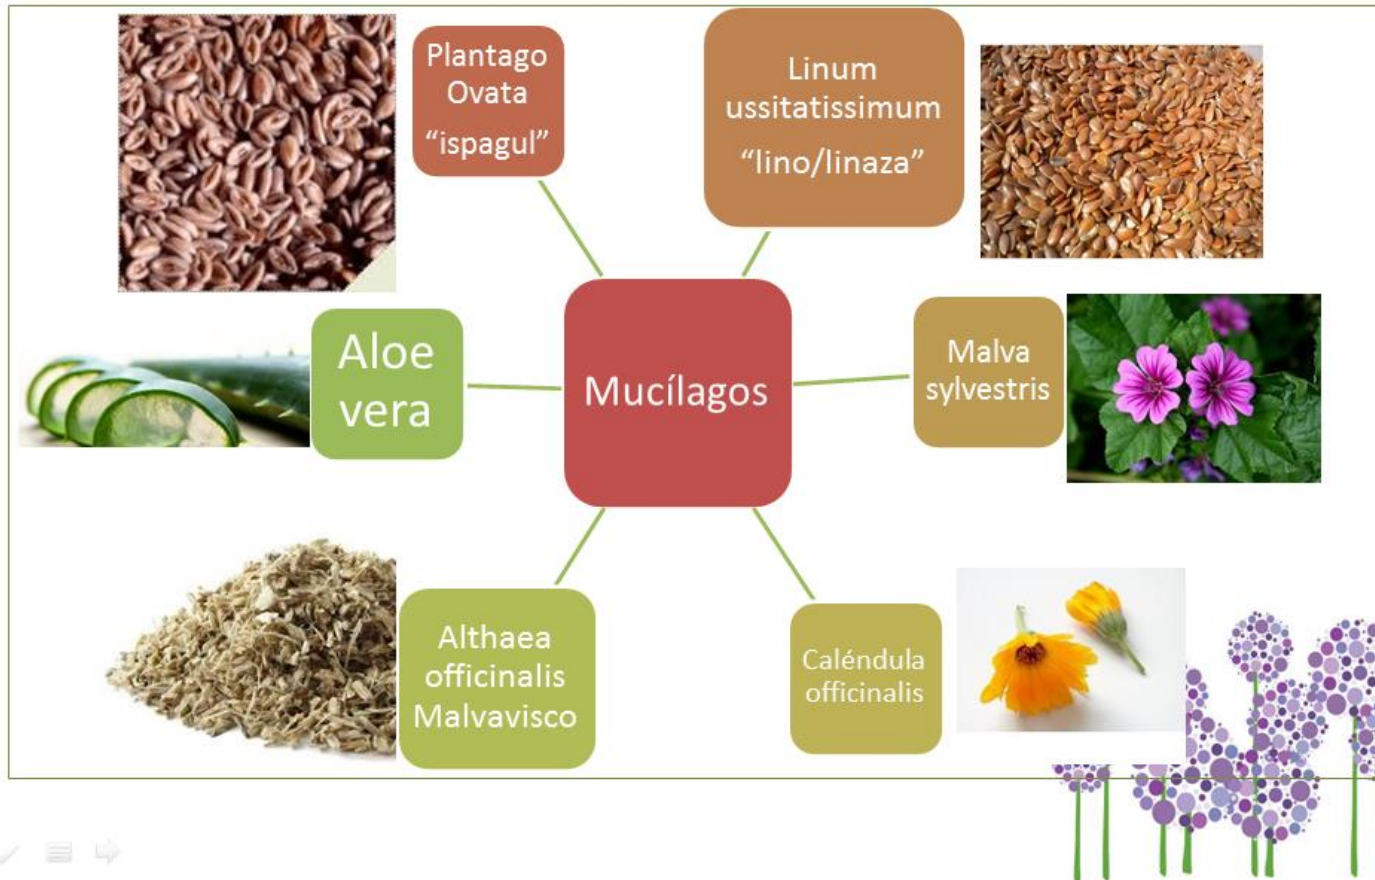 Plantago
Ovata
“ispagul”
Linum
ussitatissimum
“lino/linaza”
Aloe
vera
Mucílagos
Malva
sylvestris
Althaea
officinalis
Malvavisco
Caléndula
officinalis